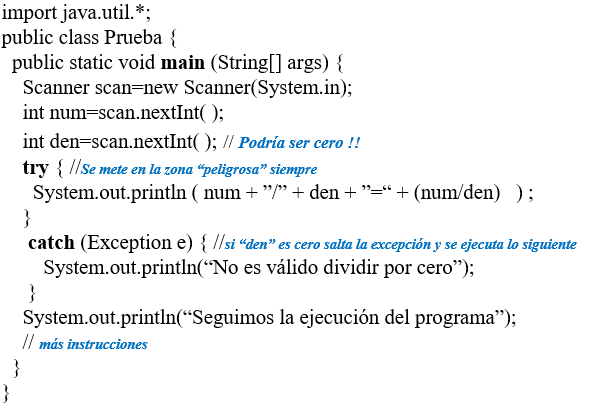 import java.util.*;
public class Prueba {
public static void main (String[] args) {
Scanner scan=new Scanner(System.in);
int num=scan.nextInt( );
int den=scan.nextInt( ); // Podría ser cero !!
try { //Se mete en la zona “peligrosa” siempre
System.out.println ( num + ”/” + den + ”=“ + (num/den) ) ;
}
catch (Exception e) { //si “den” es cero salta la excepción y se ejecuta lo siguiente
System.out.println(“No es válido dividir por cero”);
}
System.out.println(“Seguimos la ejecución del programa”);
// más instrucciones
}
}